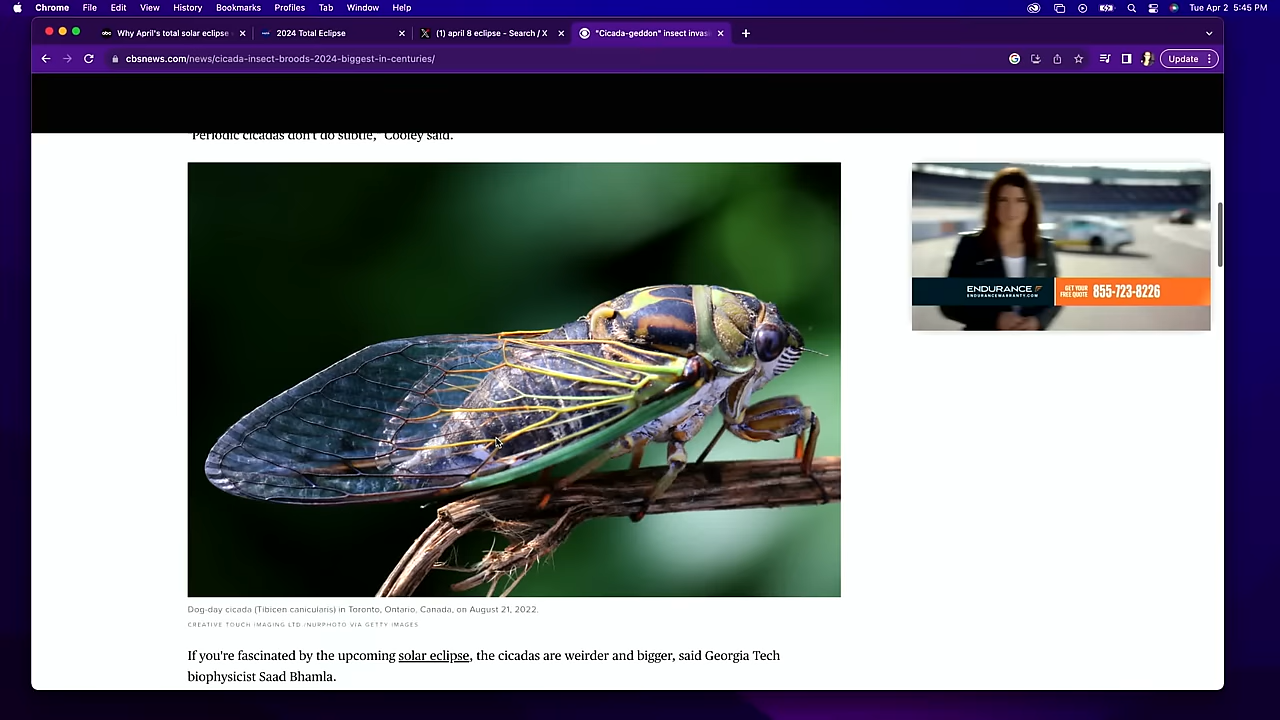 Chrome File Edit View History Bookmarks Profiles Tab Window Help Tue Apr 2 5:45 PM
Why April's total solar eclipse 2024 Total Eclipse (1) april 8 eclipse - Search / X "Cicada-geddon" insect invasi
cbsnews.com/news/cicada-insect-broods-2024-biggest-in-centuries/ Update
"Periodic cicadas don't do subtle," Cooley said.
ENDURANCE
ENDURANCEWARRANTY.COM
GET YOUR
FREE QUOTE 855-723-8226
Dog-day cicada (Tibicen canicularis) in Toronto, Ontario, Canada, on August 21, 2022.
CREATIVE TOUCH IMAGING LTD./NURPHOTO VIA GETTY IMAGES
If you're fascinated by the upcoming solar eclipse, the cicadas are weirder and bigger, said Georgia Tech
biophysicist Saad Bhamla.